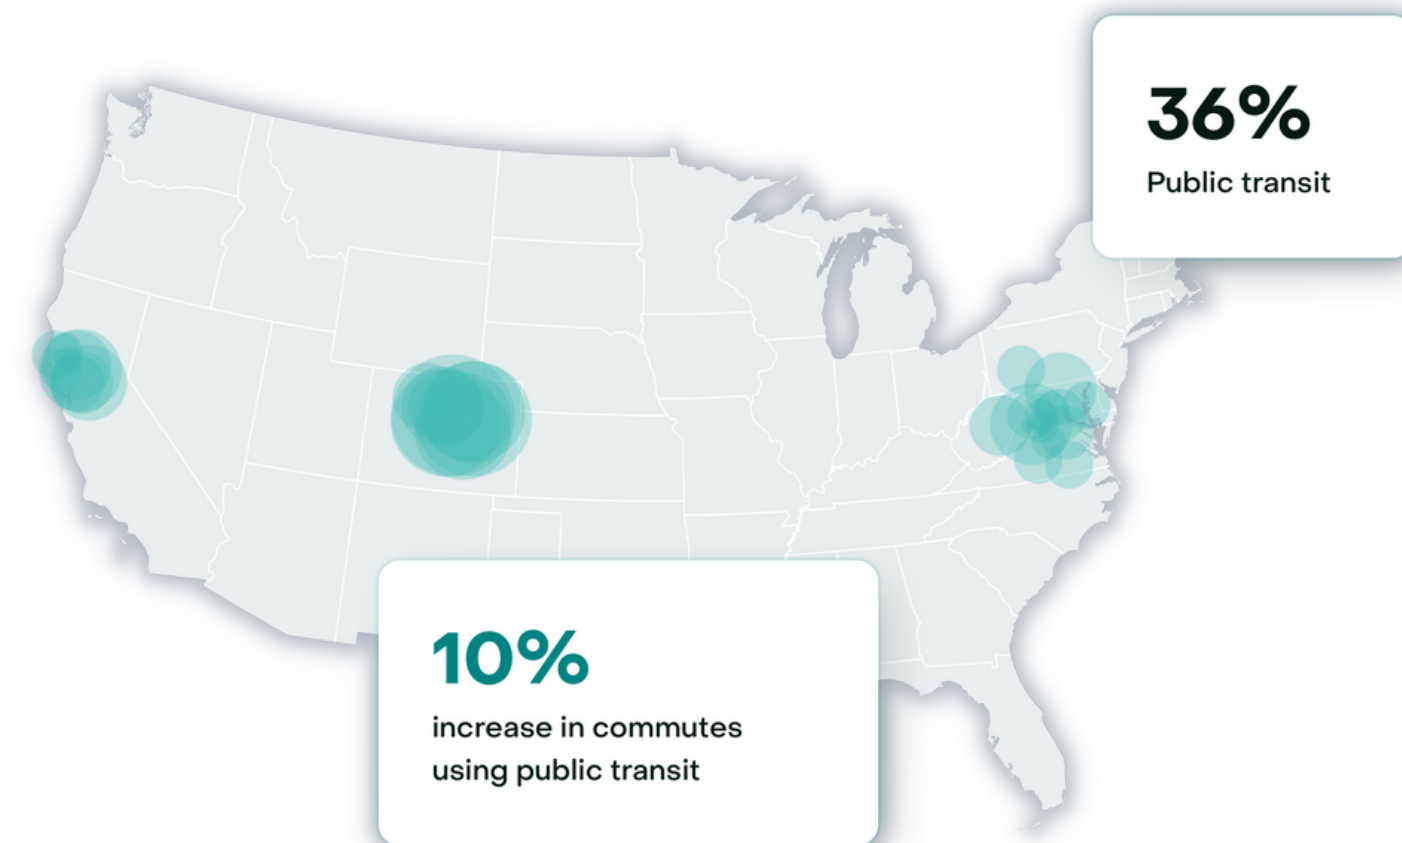 36%
Public transit
10%
increase in commutes
using public transit